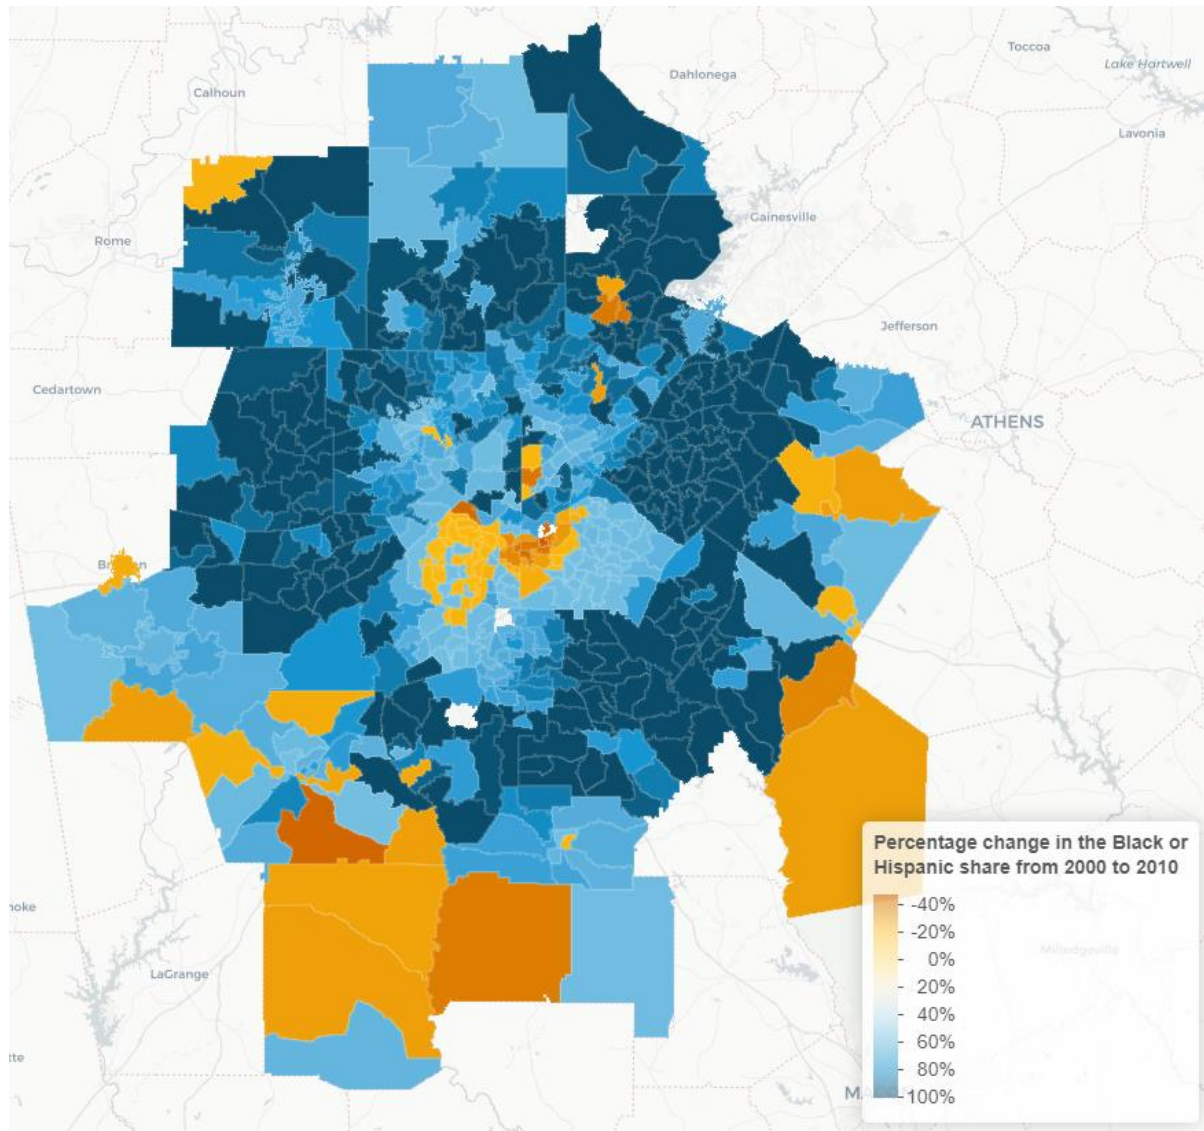 Toccoa
Lake Hartwell
Dahlonega
Calhoun
Lavonia
Gainesville
Rome
Jefferson
Cedartown
ATHENS
Percentage change in the Black or
Hispanic share from 2000 to 2010
-40%
-20%
0%
20%
40%
60%
80%
100%
noke
Milledgeville
LaGrange
tte